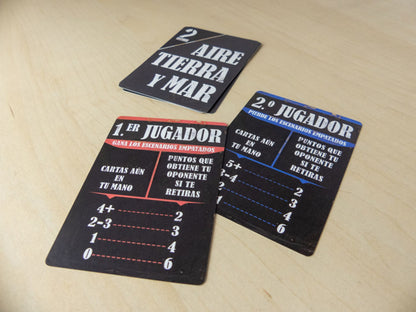 2
AIRE
TIERRA
Y MAR
1.ER JUGADOR
GANA LOS ESCENARIOS EMPATADOS
CARTAS AÚN
EN
TU MANO
PUNTOS QUE
OBTIENE TU
OPONENTE
SI TE
RETIRAS
4+ 2
2-3 3
1 4
0 6
2.º JUGADOR
PIERDE LOS ESCENARIOS EMPATADOS
CARTAS AÚN
EN
TU MANO
PUNTOS QUE
OBTIENE TU
OPONENTE
SI TE
RETIRAS
5+ 2
3-4 3
4
6